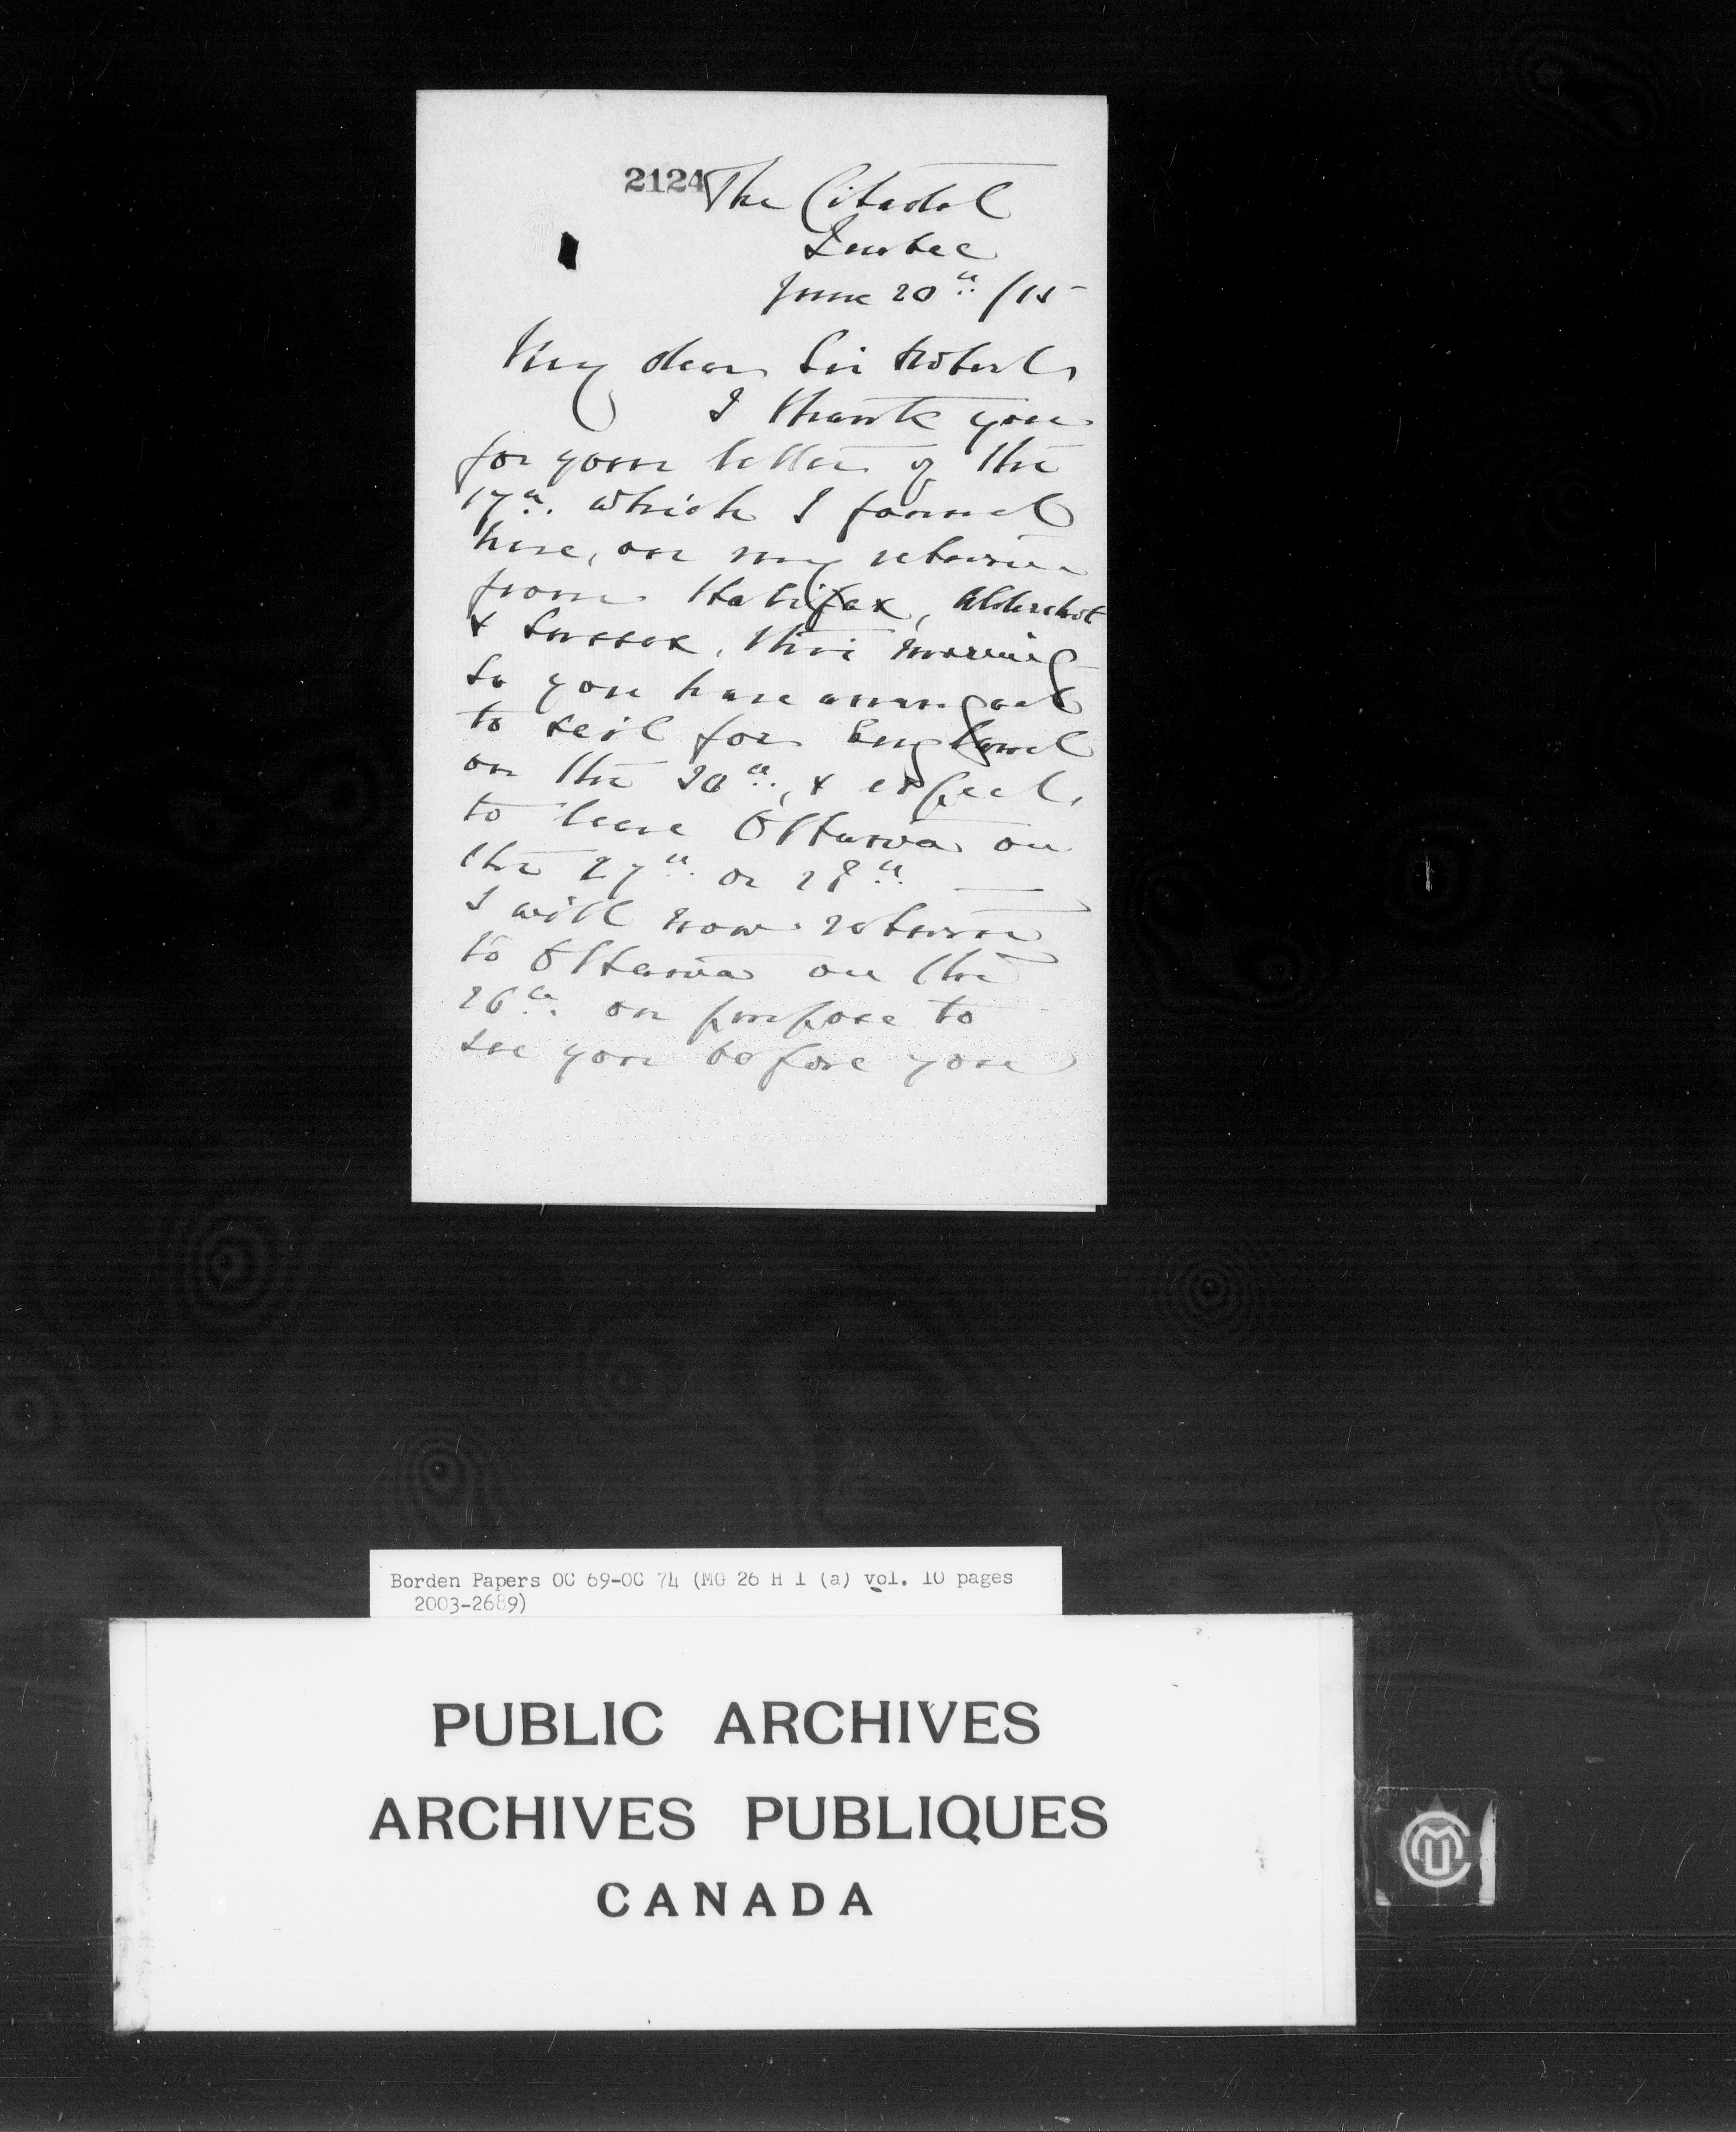 2124
The Citadel
Quebec
June 20th /15
My dear Sir Robert,
I thank you
for your letter of the
17th. which I found
here, on my return
from Halifax, Aldershot
& Sussex, this morning
So you have arranged
to sail for England
on the 30th, & expect,
to leave Ottawa on
the 27th or 28th. —
I will now return
to Ottawa on the
26th. on purpose to
see you before you
Borden Papers OC 69-OC 74 (MG 26 H 1 (a) vol. 10 pages
2003-2689)
PUBLIC ARCHIVES
ARCHIVES PUBLIQUES
CANADA